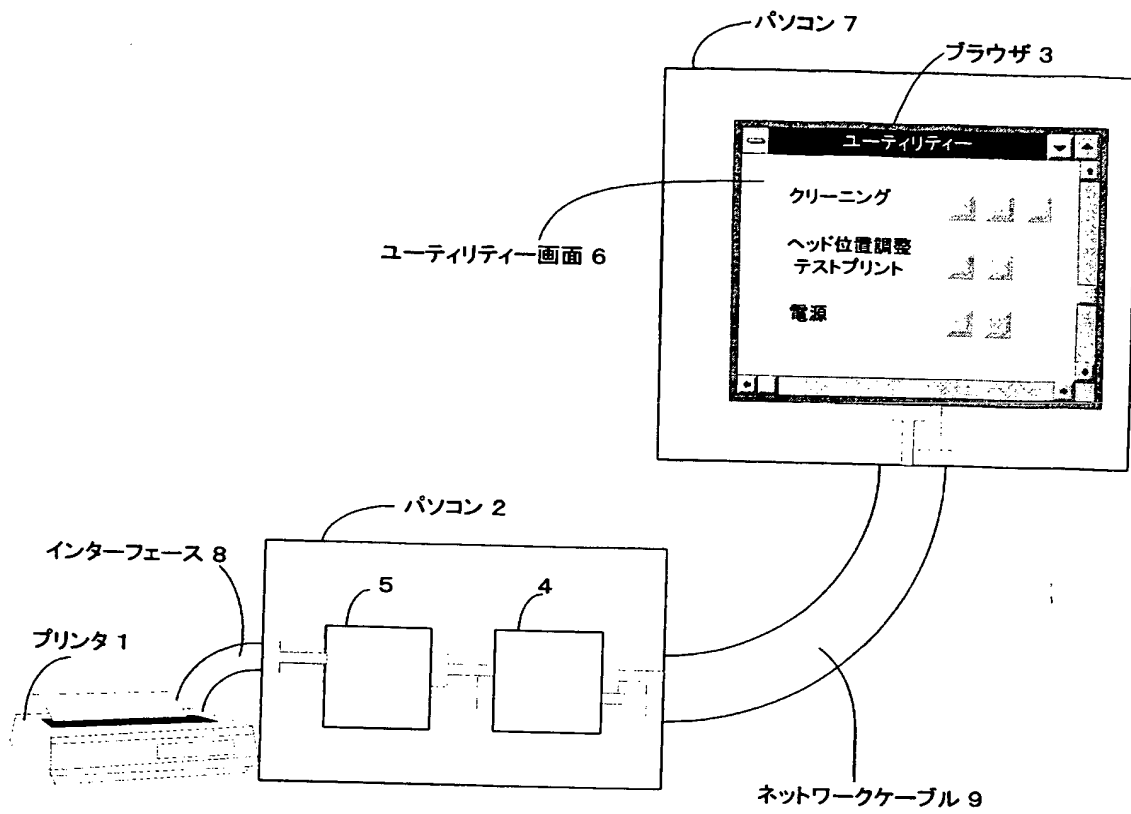 パソコン 7
ブラウザ 3
ユーティリティー
クリーニング
ヘッド位置調整
テストプリント
電源
ユーティリティー画面 6
パソコン 2
インターフェース 8
5
4
プリンタ 1
ネットワークケーブル 9